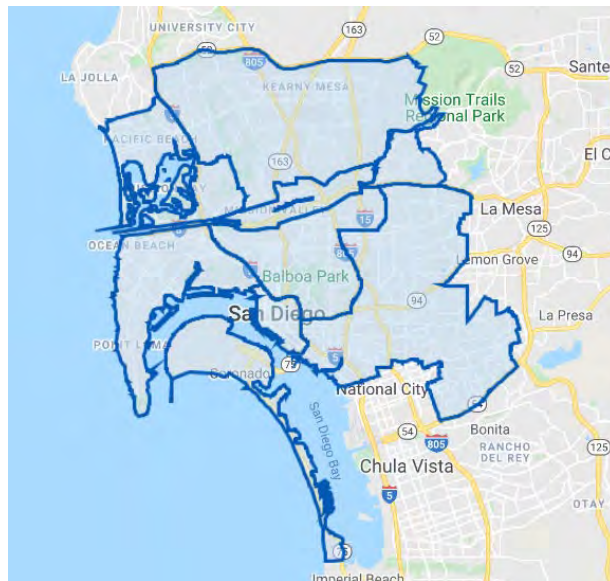 UNIVERSITY CITY
163
52
805
52
LA JOLLA
Sante
KEARNY MESA
Mission Trails
Regional Park
PACIFIC BEACH
163
El C
MISSION VALLEY
La Mesa
15
125
OCEAN BEACH
805
94
Lemon Grove
Balboa Park
94
San Diego
La Presa
POINT LOMA
5
75
Coronado
National City
54
San Diego Bay
54
Bonita
805
RANCHO
DEL REY
Chula Vista
125
5
OTAY
75
Imperial Beach